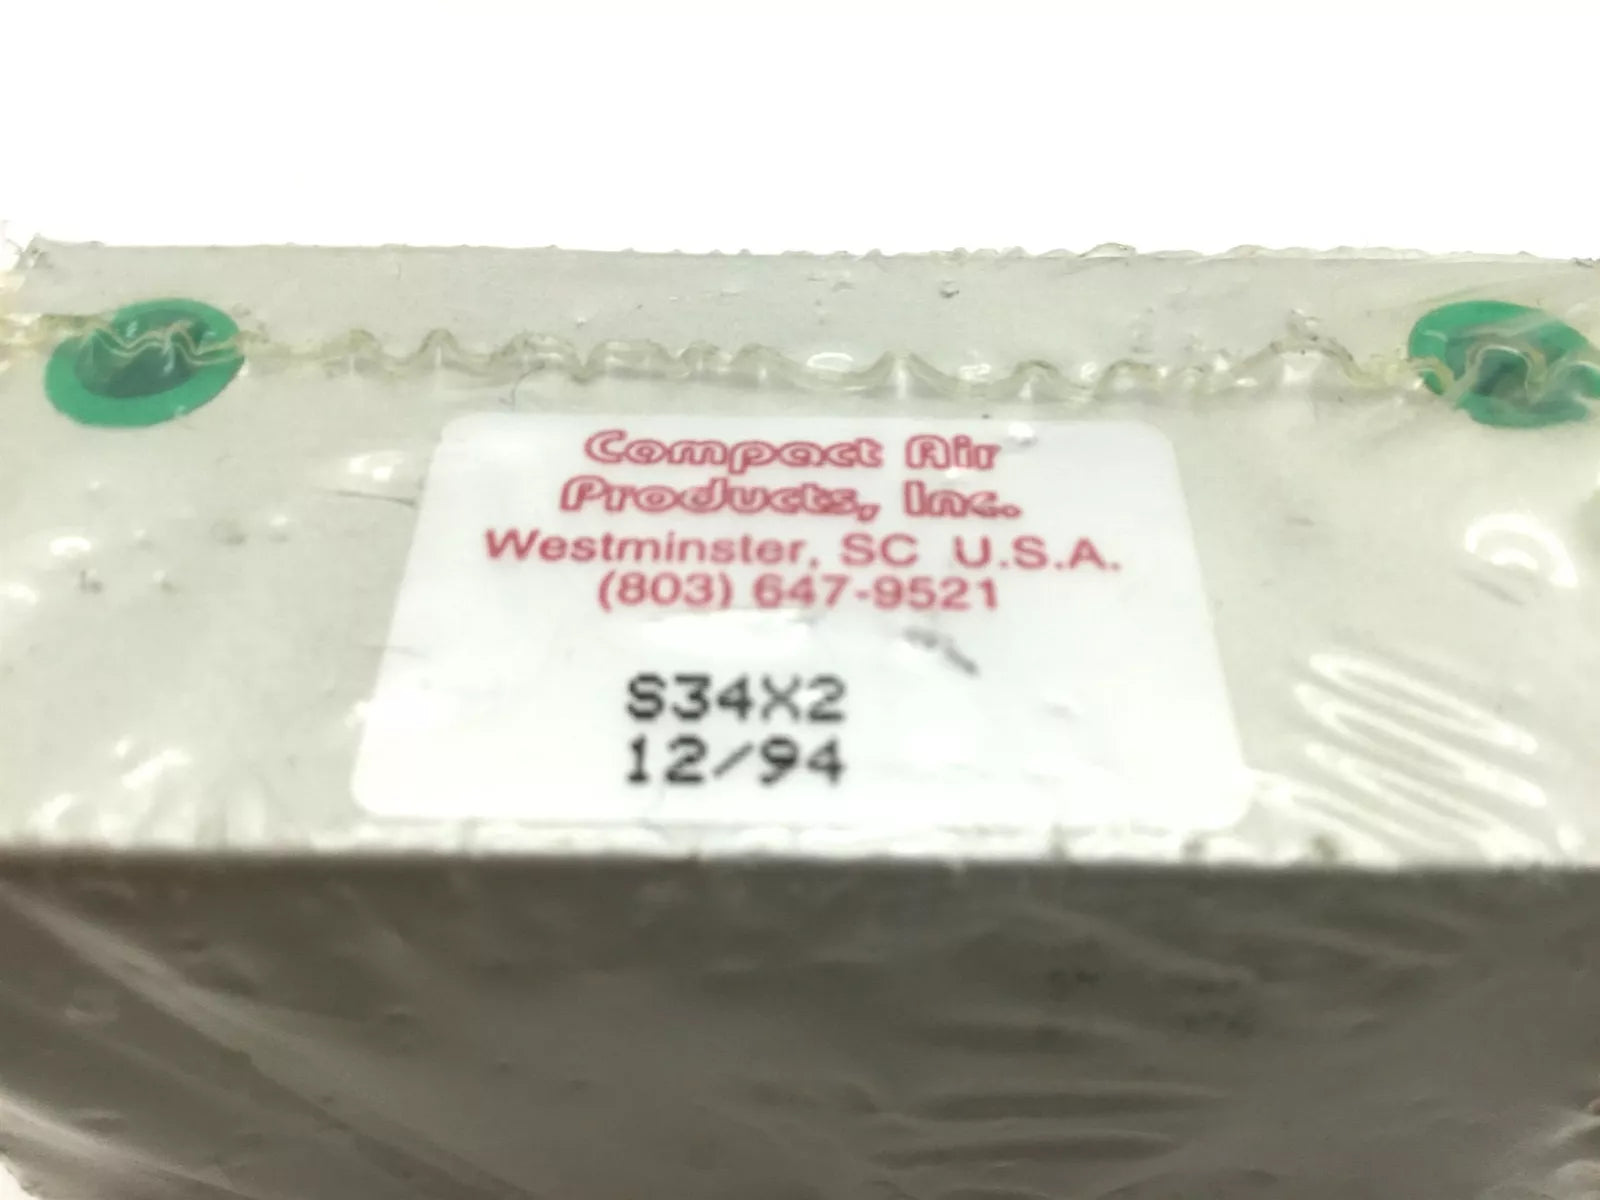 Compact Air
Products, Inc.
Westminster, SC U.S.A.
(803) 647-9521
S34X2
12/94